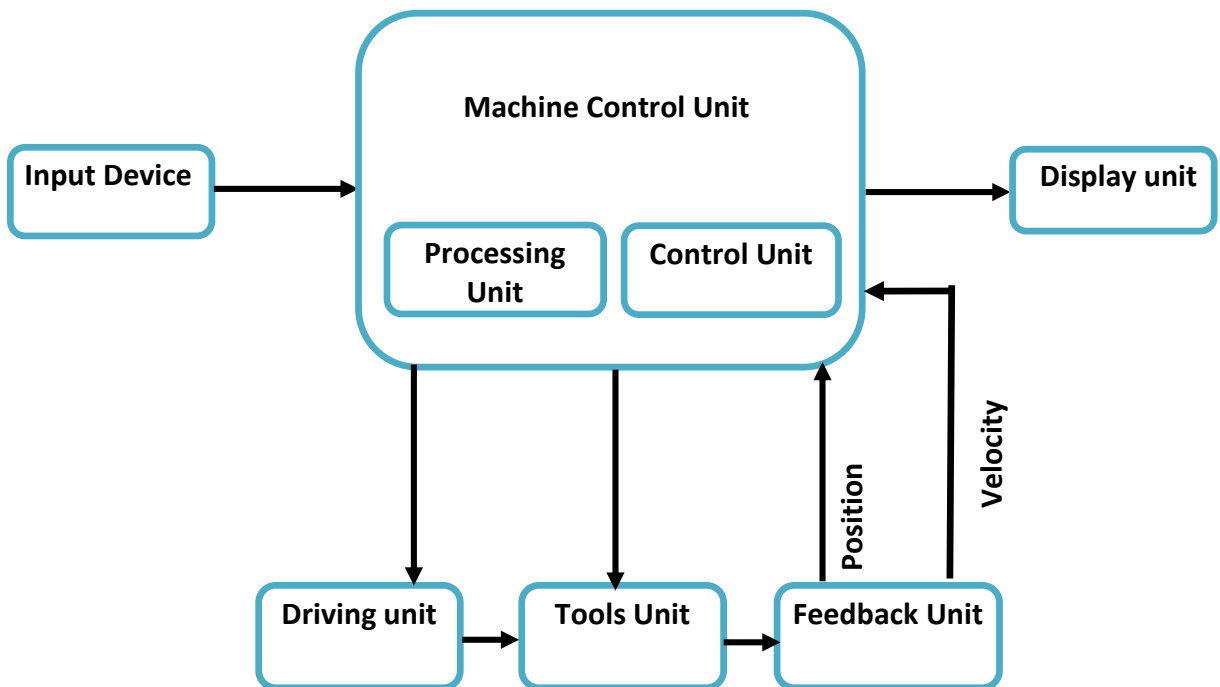 Machine Control Unit
Input Device
Display unit
Processing
Unit
Control Unit
Position
Velocity
Driving unit
Tools Unit
Feedback Unit